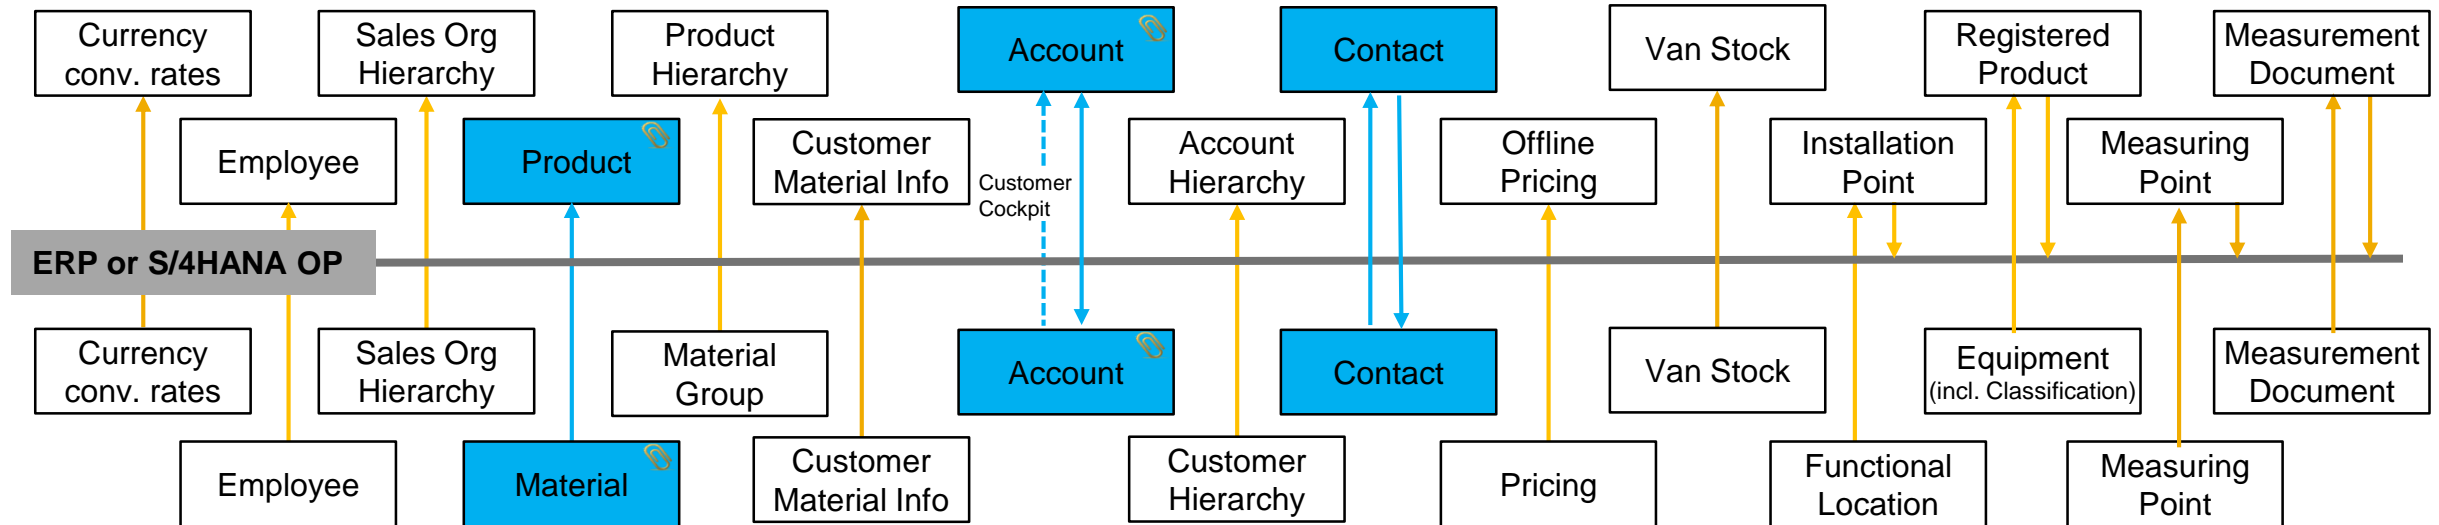 Currency
conv. rates
Sales Org
Hierarchy
Product
Hierarchy
Account
Contact
Van Stock
Registered
Product
Measurement
Document
Employee
Product
Customer
Material Info
Customer
Cockpit
Account
Hierarchy
Offline
Pricing
Installation
Point
Measuring
Point
ERP or S/4HANA OP
Currency
conv. rates
Sales Org
Hierarchy
Material
Group
Account
Contact
Van Stock
Equipment
(incl. Classification)
Measurement
Document
Employee
Material
Customer
Material Info
Customer
Hierarchy
Pricing
Functional
Location
Measuring
Point